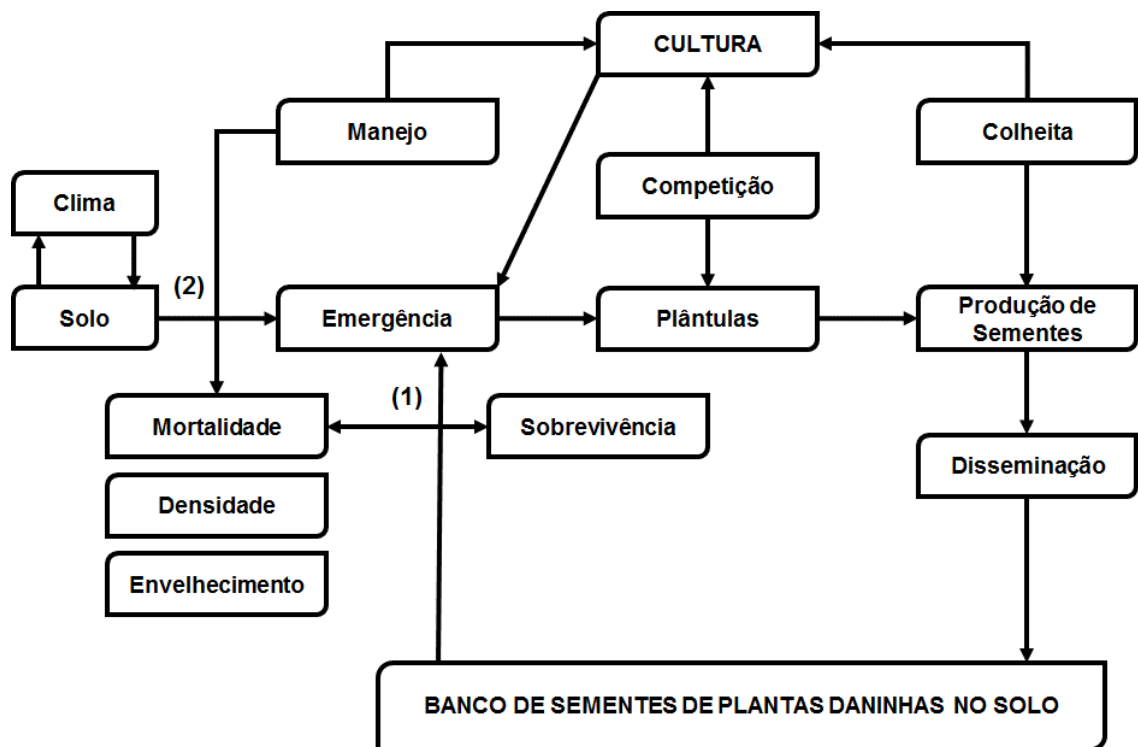 CULTURA
Manejo
Colheita
Competição
Clima
(2)
Solo
Emergência
Plântulas
Produção de
Sementes
(1)
Mortalidade
Sobrevivência
Disseminação
Densidade
Envelhecimento
BANCO DE SEMENTES DE PLANTAS DANINHAS NO SOLO